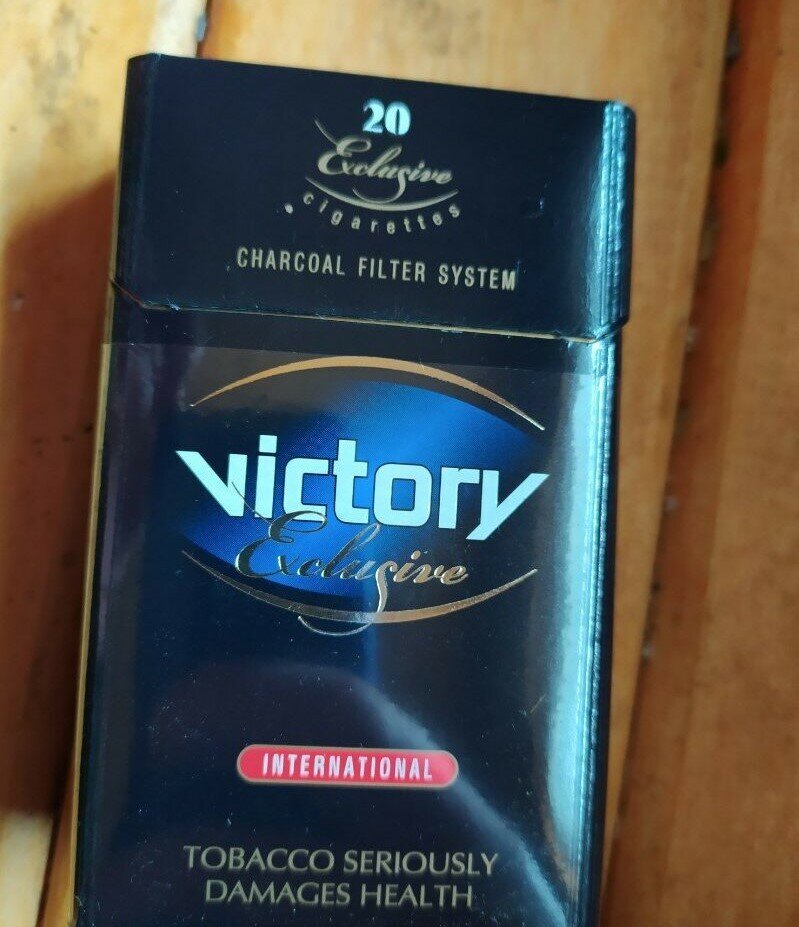 20
Exclusive
cigarettes
CHARCOAL FILTER SYSTEM
victory
Exclusive
INTERNATIONAL
TOBACCO SERIOUSLY
DAMAGES HEALTH